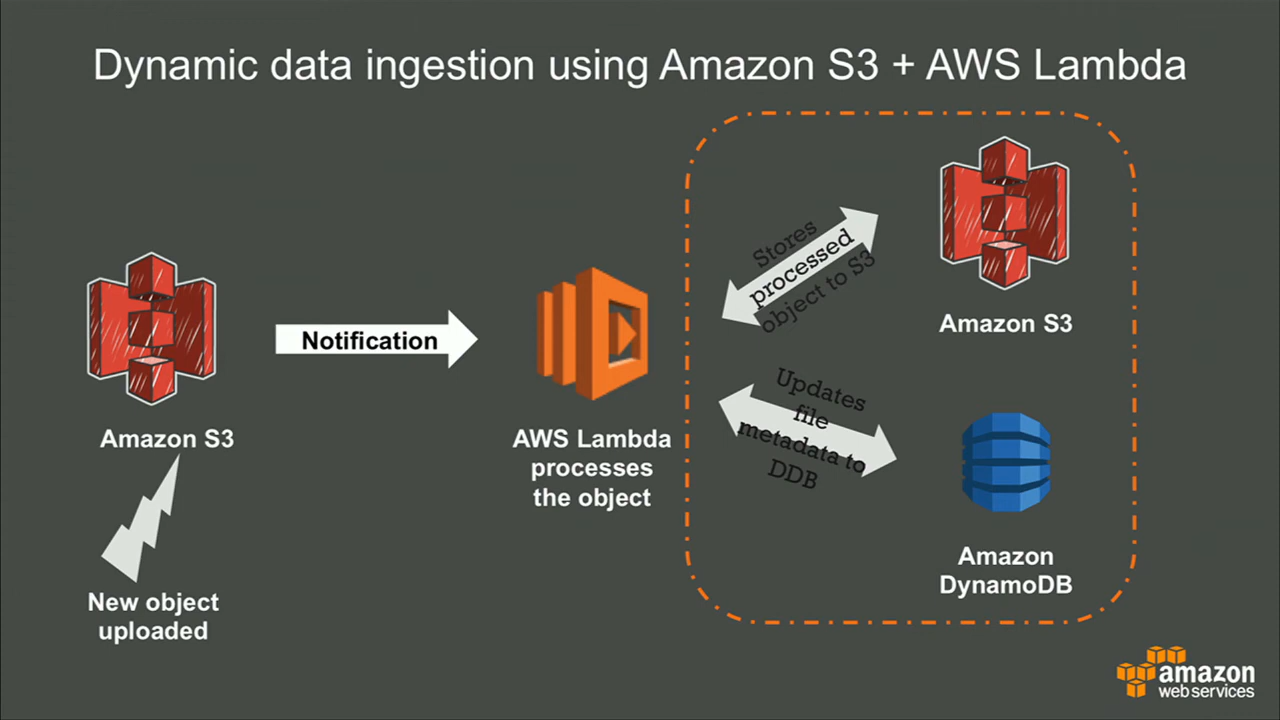 Dynamic data ingestion using Amazon S3 + AWS Lambda
Amazon S3
New object
uploaded
Notification
AWS Lambda
processes
the object
Stores
processed
object to S3
Updates
file
metadata to
DDB
Amazon S3
Amazon
DynamoDB
amazon
web services